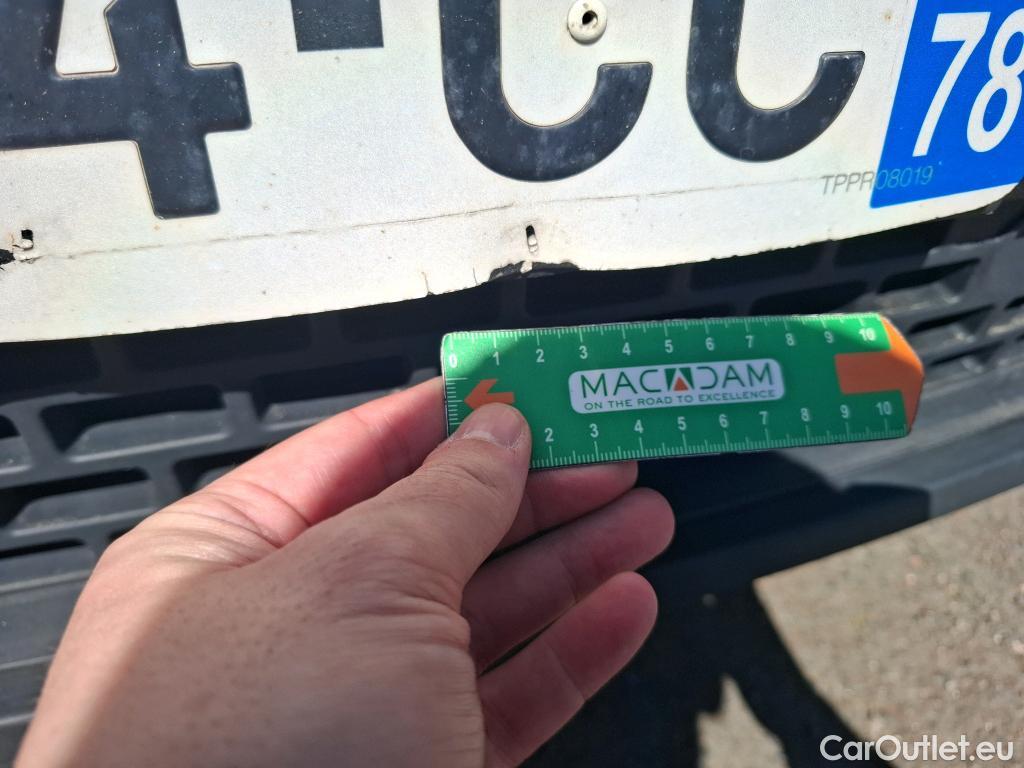 4-CC 78
TPPR08019
0 1 2 3 4 5 6 7 8 9 10
MACADAM
ON THE ROAD TO EXCELLENCE
2 3 4 5 6 7 8 9 10
CarOutlet.eu